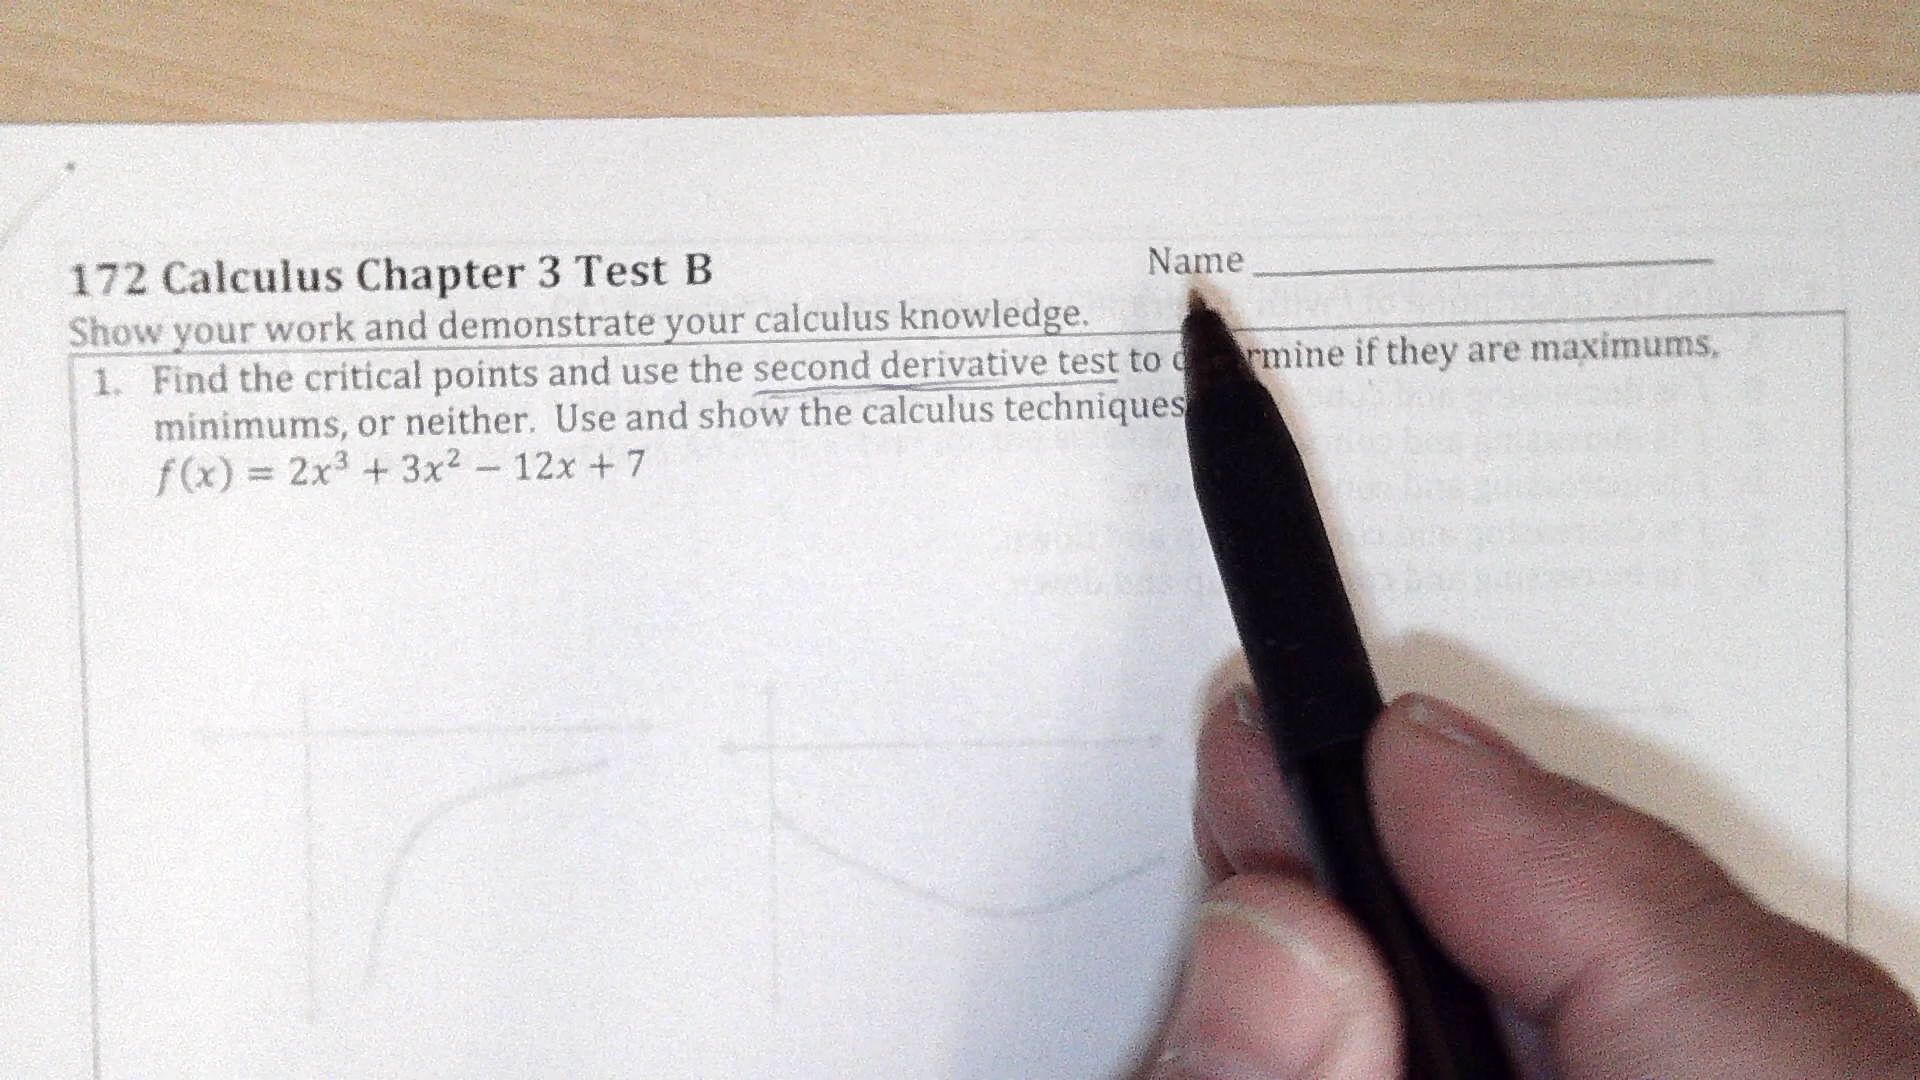 172 Calculus Chapter 3 Test B
Name
Show your work and demonstrate your calculus knowledge.
1. Find the critical points and use the second derivative test to rmine if they are maximums,
minimums, or neither. Use and show the calculus techniques
f(x) = 2x³ + 3x² − 12x + 7